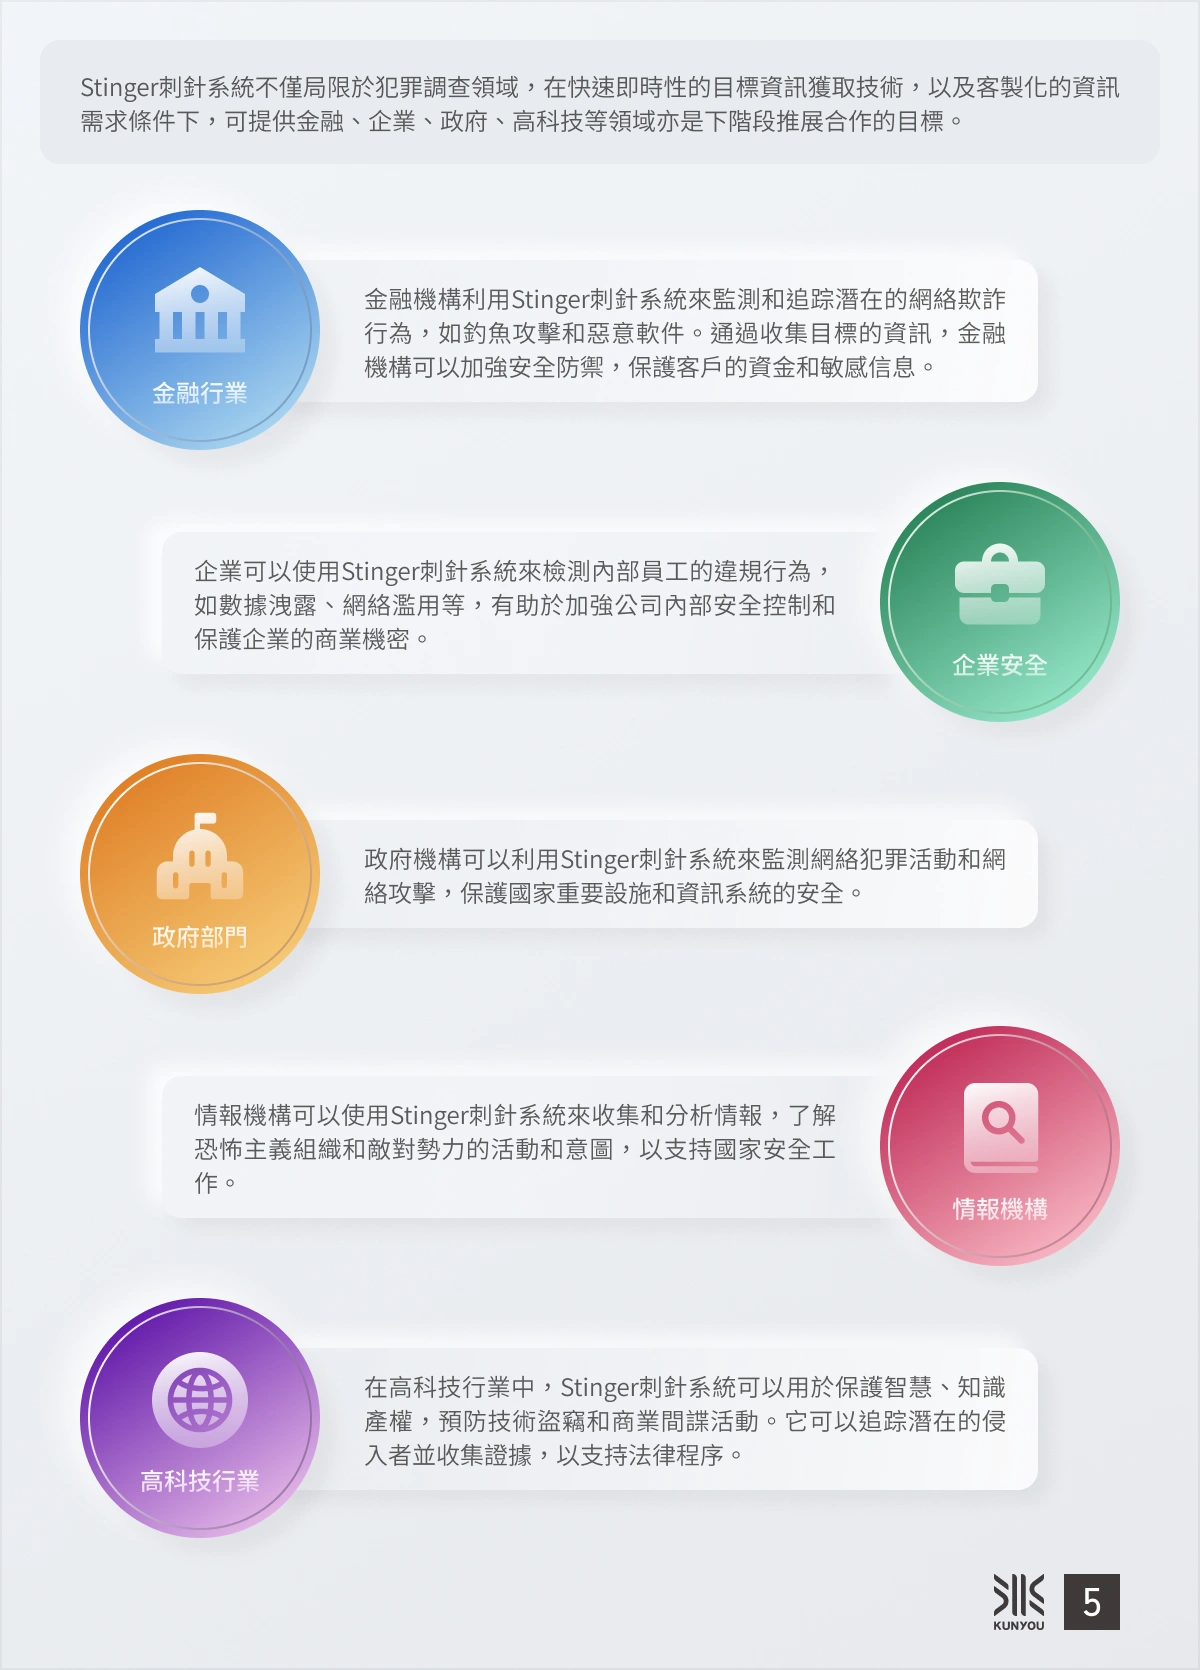 Stinger刺針系統不僅局限於犯罪調查領域，在快速即時性的目標資訊獲取技術，以及客製化的資訊
需求條件下，可提供金融、企業、政府、高科技等領域亦是下階段推展合作的目標。
金融行業
金融機構利用Stinger刺針系統來監測和追踪潛在的網絡欺詐
行為，如釣魚攻擊和惡意軟件。通過收集目標的資訊，金融
機構可以加強安全防禦，保護客戶的資金和敏感信息。
企業可以使用Stinger刺針系統來檢測內部員工的違規行為，
如數據洩露、網絡濫用等，有助於加強公司內部安全控制和
保護企業的商業機密。
企業安全
政府部門
政府機構可以利用Stinger刺針系統來監測網絡犯罪活動和網
絡攻擊，保護國家重要設施和資訊系統的安全。
情報機構可以使用Stinger刺針系統來收集和分析情報，了解
恐怖主義組織和敵對勢力的活動和意圖，以支持國家安全工
作。
情報機構
高科技行業
在高科技行業中，Stinger刺針系統可以用於保護智慧、知識
產權，預防技術盜竊和商業間諜活動。它可以追踪潛在的侵
入者並收集證據，以支持法律程序。
KUNYOU
5